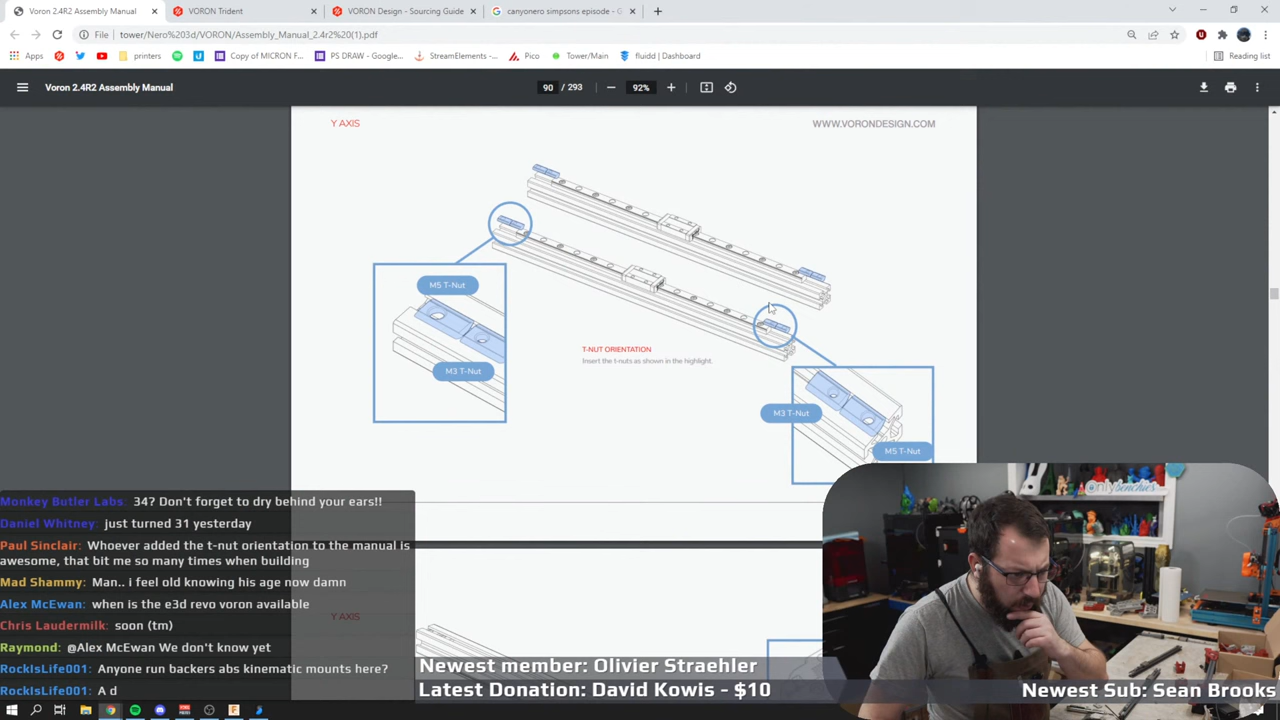 Voron 2.4R2 Assembly Manual
VORON Trident
VORON Design - Sourcing Guide
canyonero simpsons episode - G
File
tower/Nero%203d/VORON/Assembly_Manual_2.4r2%20(1).pdf
Apps
printers
Copy of MICRON F...
PS DRAW - Google...
StreamElements -...
Pico
Tower/Main
fluidd | Dashboard
Reading list
Voron 2.4R2 Assembly Manual
90 / 293
92%
Y AXIS
WWW.VORONDESIGN.COM
M5 T-Nut
M3 T-Nut
T-NUT ORIENTATION
Insert the t-nuts as shown in the highlight.
M3 T-Nut
M5 T-Nut
Y AXIS
Monkey Butler Labs: 34? Don't forget to dry behind your ears!!
Daniel Whitney: just turned 31 yesterday
Paul Sinclair: Whoever added the t-nut orientation to the manual is
awesome, that bit me so many times when building
Mad Shammy: Man.. i feel old knowing his age now damn
Alex McEwan: when is the e3d revo voron available
Chris Laudermilk: soon (tm)
Raymond: @Alex McEwan We don't know yet
RockIsLife001: Anyone run backers abs kinematic mounts here?
RockIsLife001: A d
@nlybenchies
Newest member: Olivier Straehler
Latest Donation: David Kowis - $10
Newest Sub: Sean Brooks